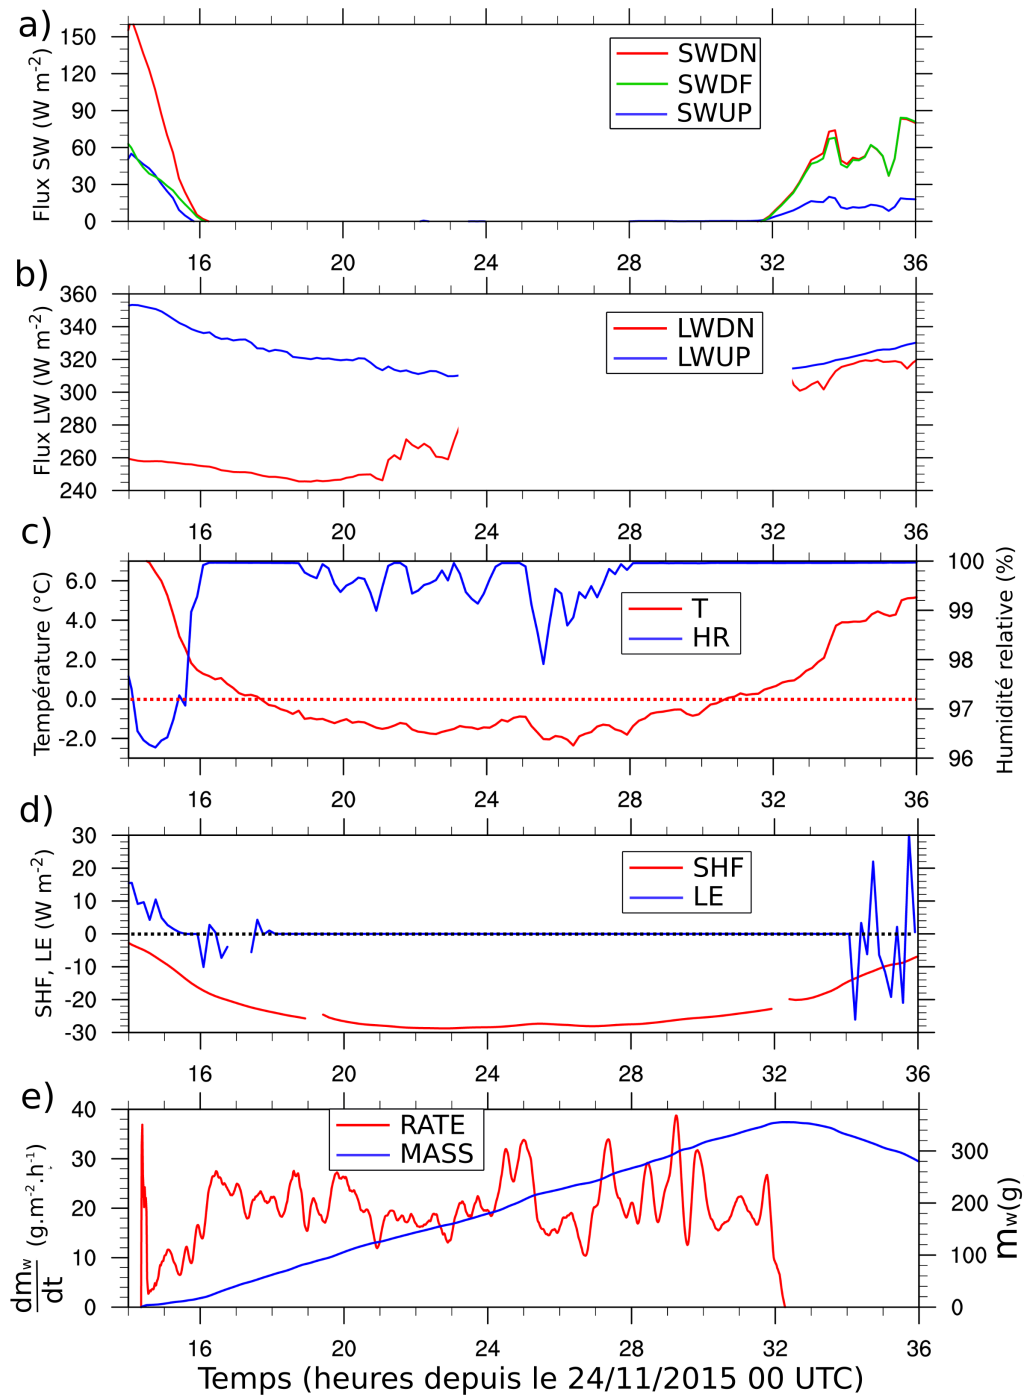 a)
Flux SW (W m-2)
150
120
90
60
30
0
SWDN
SWDF
SWUP
16 20 24 28 32 36
b)
Flux LW (W m-2)
360
340
320
300
280
260
240
LWDN
LWUP
16 20 24 28 32 36
c)
Température (°C)
6.0
4.0
2.0
0.0
-2.0
T
HR
100
99
98
97
96
Humidité relative (%)
16 20 24 28 32 36
d)
SHF, LE (W m-2)
30
20
10
0
-10
-20
-30
SHF
LE
16 20 24 28 32 36
e)
dmw
dt
(g.m-2.h-1)
40
30
20
10
0
RATE
MASS
300
200
100
0
mw(g)
16 20 24 28 32 36
Temps (heures depuis le 24/11/2015 00 UTC)